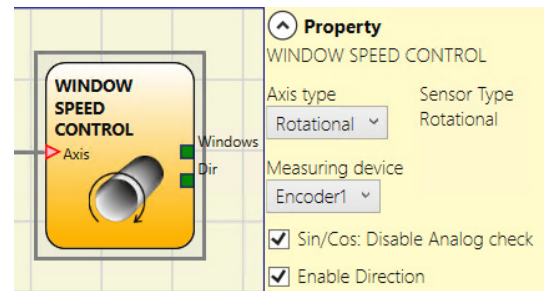 WINDOW
SPEED
CONTROL
Axis
Windows
Dir
Property
WINDOW SPEED CONTROL
Axis type
Sensor Type
Rotational
Rotational
Measuring device
Encoder1
Sin/Cos: Disable Analog check
Enable Direction